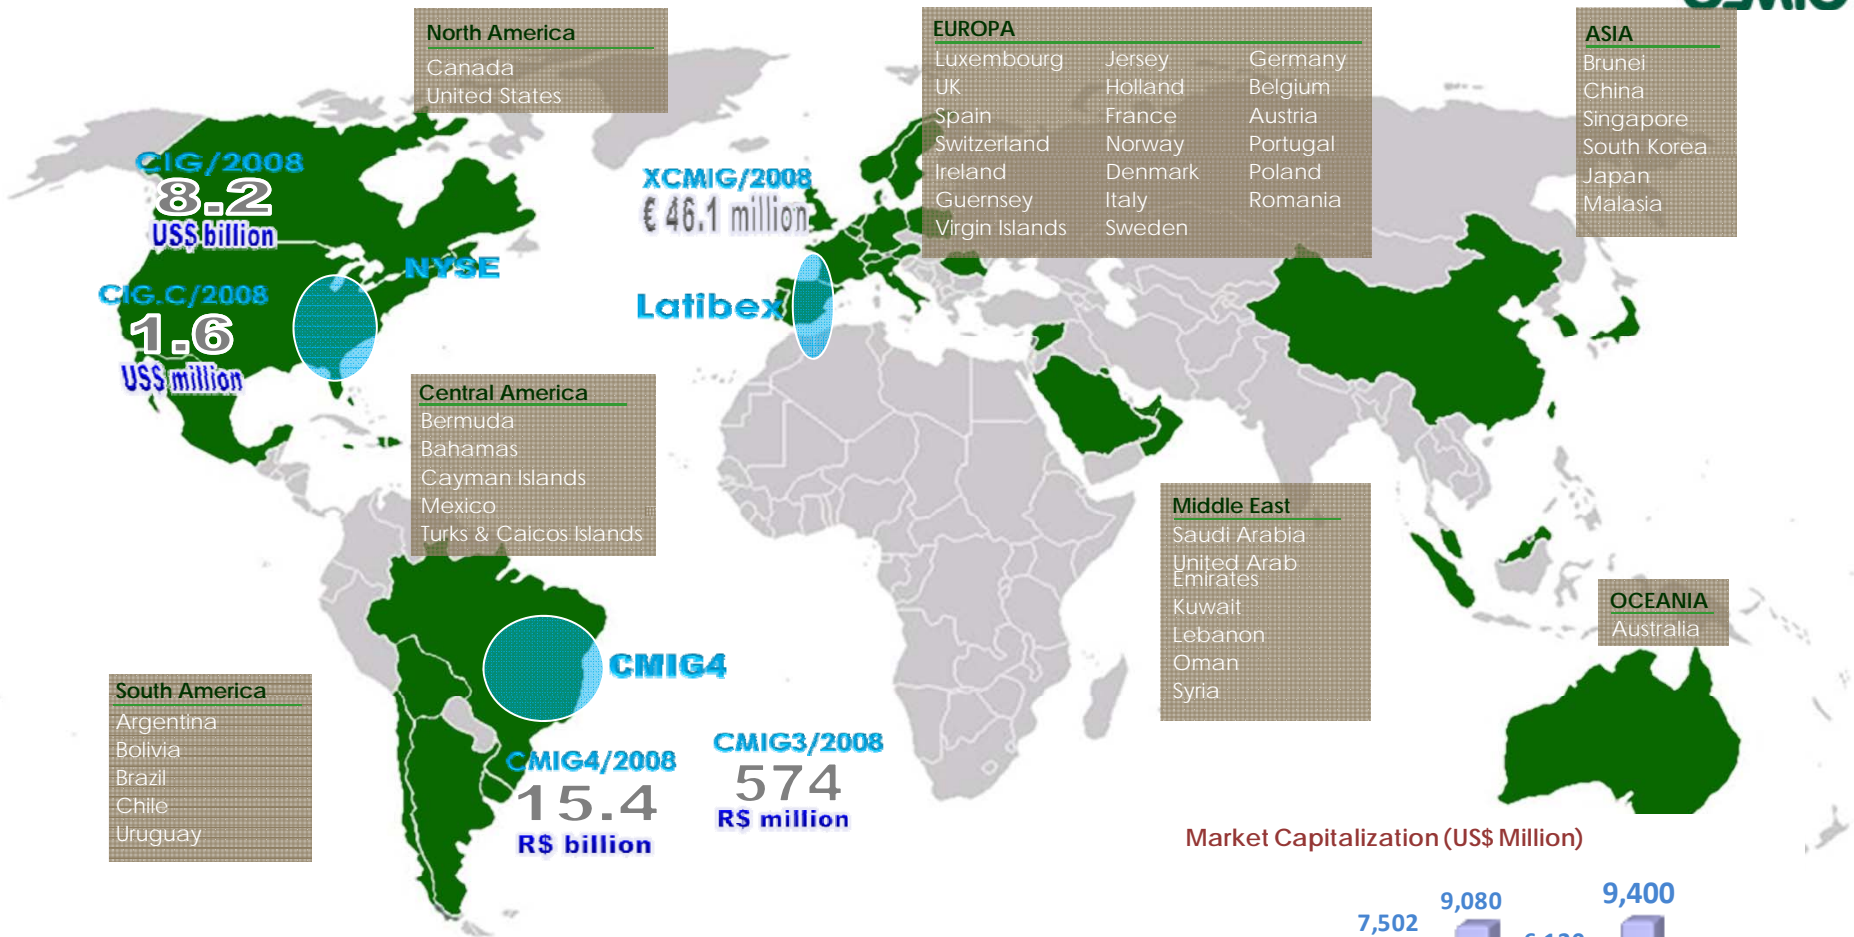 North America
Canada
United States
EUROPA
Luxembourg Jersey Germany
UK Holland Belgium
Spain France Austria
Switzerland Norway Portugal
Ireland Denmark Poland
Guernsey Italy Romania
Virgin Islands Sweden
ASIA
Brunei
China
Singapore
South Korea
Japan
Malasia
CIG/2008
8.2
US$ billion
NYSE
CIG.C/2008
1.6
US$ million
XCMIG/2008
€ 46.1 million
Latibex
Central America
Bermuda
Bahamas
Cayman Islands
Mexico
Turks & Caicos Islands
Middle East
Saudi Arabia
United Arab
Emirates
Kuwait
Lebanon
Oman
Syria
OCEANIA
Australia
South America
Argentina
Bolivia
Brazil
Chile
Uruguay
CMIG4
CMIG4/2008
15.4
R$ billion
CMIG3/2008
574
R$ million
Market Capitalization (US$ Million)
7,502
9,080
9,400